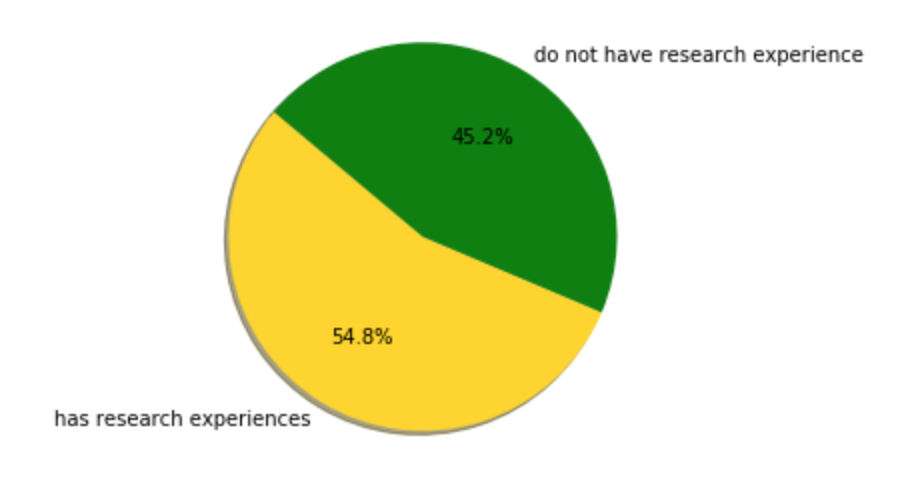 do not have research experience
45.2%
54.8%
has research experiences